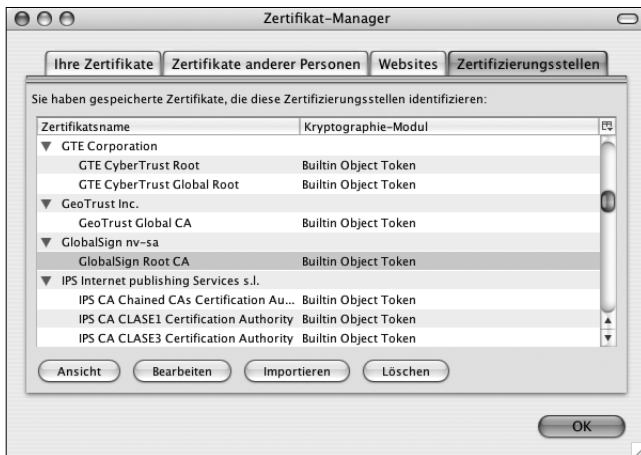 Zertifikat-Manager
Ihre Zertifikate Zertifikate anderer Personen Websites Zertifizierungsstellen
Sie haben gespeicherte Zertifikate, die diese Zertifizierungsstellen identifizieren:
Zertifikatsname Kryptographie-Modul
GTE Corporation
GTE CyberTrust Root Builtin Object Token
GTE CyberTrust Global Root Builtin Object Token
GeoTrust Inc.
GeoTrust Global CA Builtin Object Token
GlobalSign nv-sa
GlobalSign Root CA Builtin Object Token
IPS Internet publishing Services s.l.
IPS CA Chained CAs Certification Au... Builtin Object Token
IPS CA CLASE1 Certification Authority Builtin Object Token
IPS CA CLASE3 Certification Authority Builtin Object Token
Ansicht Bearbeiten Importieren Löschen
OK